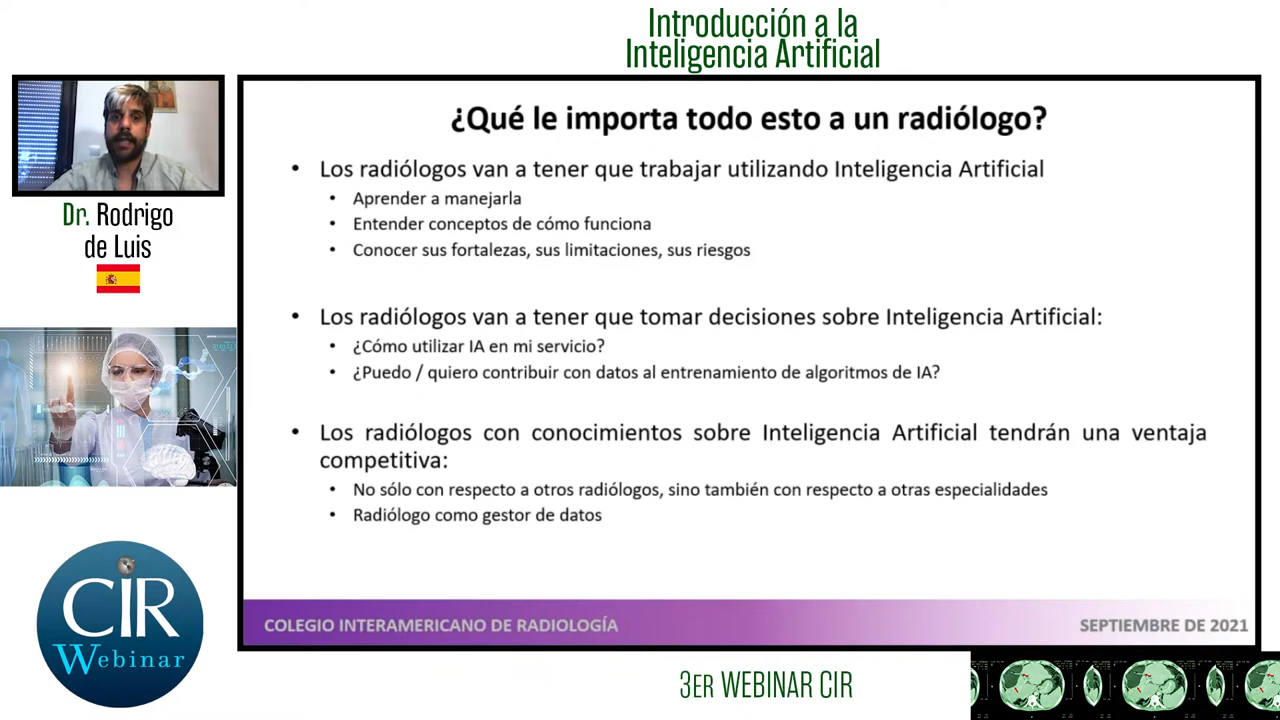 Introducción a la
Inteligencia Artificial
Dr. Rodrigo
de Luis
¿Qué le importa todo esto a un radiólogo?
• Los radiólogos van a tener que trabajar utilizando Inteligencia Artificial
• Aprender a manejarla
• Entender conceptos de cómo funciona
• Conocer sus fortalezas, sus limitaciones, sus riesgos
• Los radiólogos van a tener que tomar decisiones sobre Inteligencia Artificial:
• ¿Cómo utilizar IA en mi servicio?
• ¿Puedo / quiero contribuir con datos al entrenamiento de algoritmos de IA?
• Los radiólogos con conocimientos sobre Inteligencia Artificial tendrán una ventaja
competitiva:
• No sólo con respecto a otros radiólogos, sino también con respecto a otras especialidades
• Radiólogo como gestor de datos
COLEGIO INTERAMERICANO DE RADIOLOGÍA
SEPTIEMBRE DE 2021
CIR
Webinar
3ER WEBINAR CIR